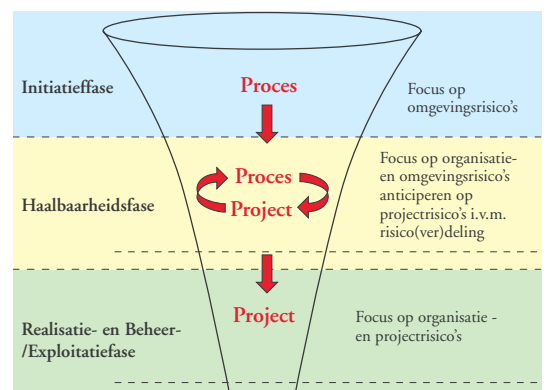 Initiatieffase
Proces
Focus op
omgevingsrisico's
Haalbaarheidsfase
Proces
Project
Focus op organisatie-
en omgevingsrisico's
anticiperen op
projectrisico's i.v.m.
risico(ver)deling
Realisatie- en Beheer-
/Exploitatiefase
Project
Focus op organisatie -
en projectrisico's